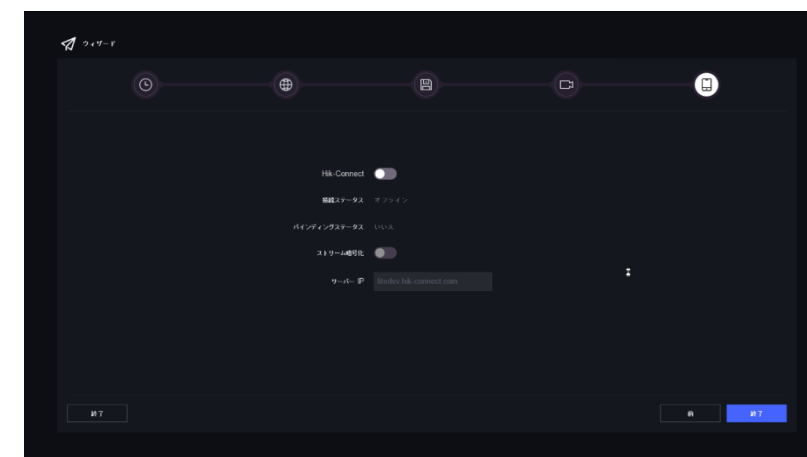 ウィザード
Hik-Connect
接続ステータス オフライン
バインディングステータス いいえ
ストリーム暗号化
サーバー IP litedev.hik-connect.com
終了 前 終了